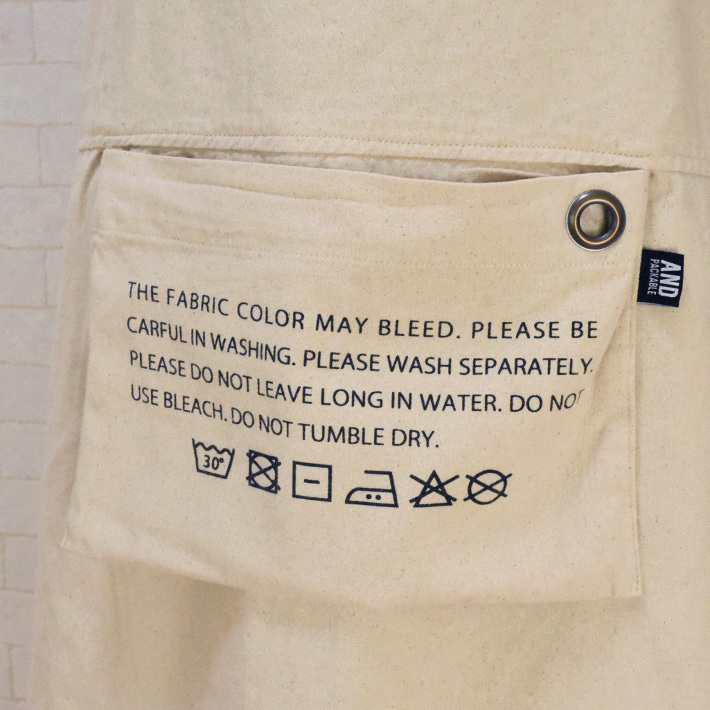 THE FABRIC COLOR MAY BLEED. PLEASE BE
CARFUL IN WASHING. PLEASE WASH SEPARATELY.
PLEASE DO NOT LEAVE LONG IN WATER. DO NOT
USE BLEACH. DO NOT TUMBLE DRY.
30°
AND
PACKABLE